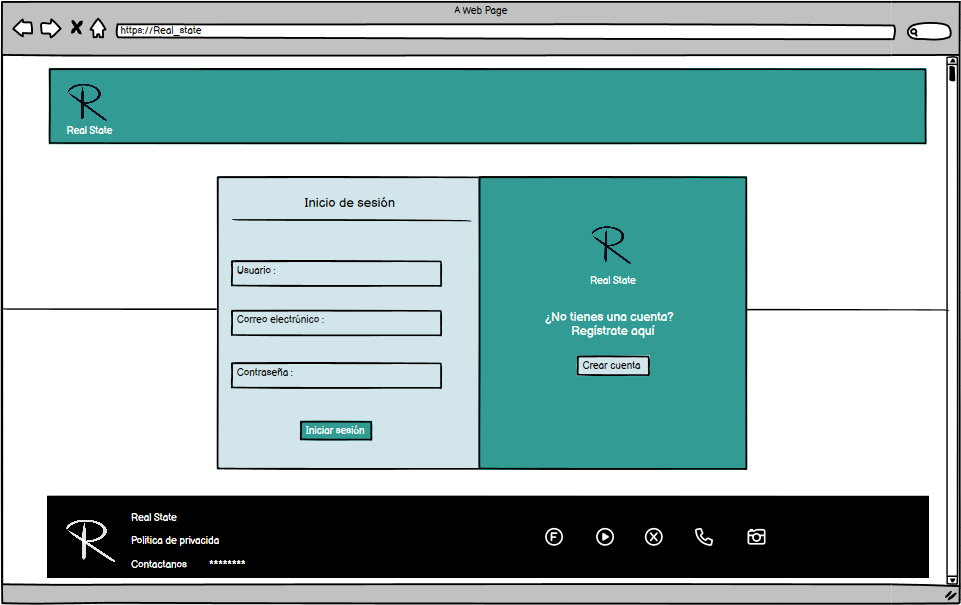 A Web Page
https://Real_state
R
Real State
Inicio de sesión
Usuario :
Correo electrónico :
Contraseña :
Iniciar sesión
R
Real State
¿No tienes una cuenta?
Regístrate aquí
Crear cuenta
R
Real State
Politica de privacida
Contactanos ********
F
X